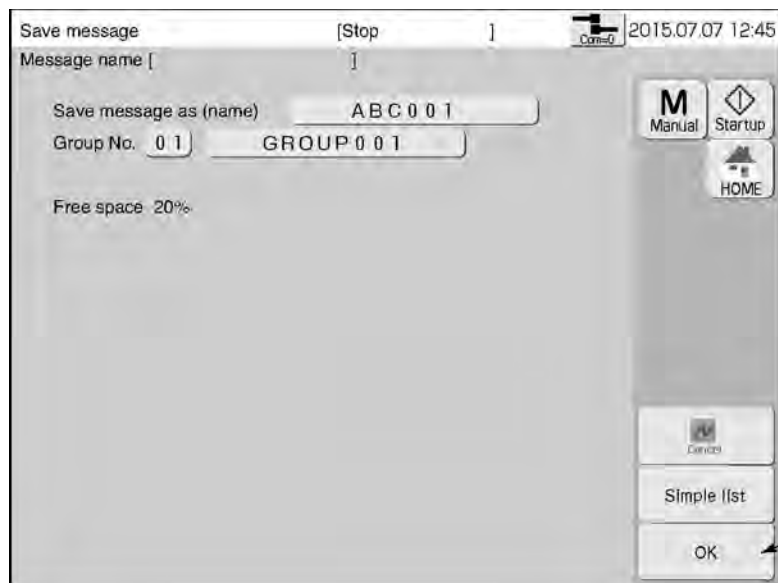 Save message [Stop ] Com=0 2015.07.07 12:45
Message name [ ]
Save message as (name) ABC001
Group No. 01 GROUP001
Free space 20%
M
Manual
Startup
HOME
Cancel
Simple list
OK